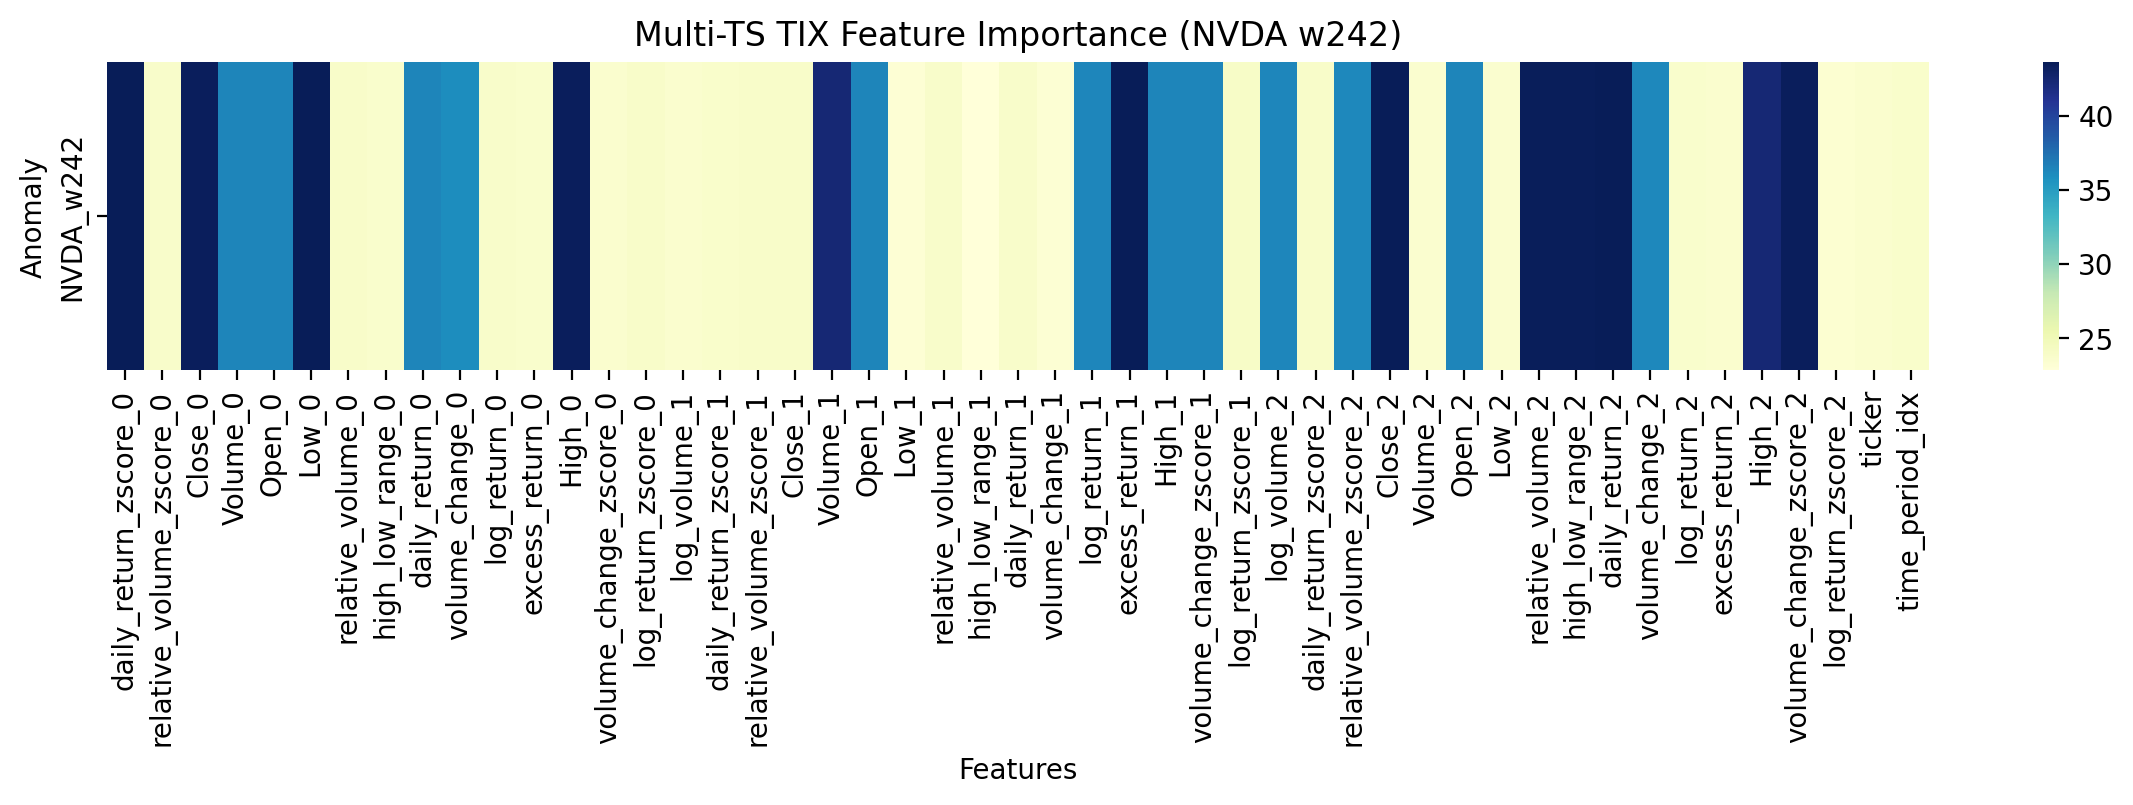 Multi-TS TIX Feature Importance (NVDA w242)
Anomaly
NVDA_w242
40
35
30
25
daily_return_zscore_0
relative_volume_zscore_0
Close_0
Volume_0
Open_0
Low_0
relative_volume_0
high_low_range_0
daily_return_0
volume_change_0
log_return_0
excess_return_0
High_0
volume_change_zscore_0
log_return_zscore_0
log_volume_1
daily_return_zscore_1
relative_volume_zscore_1
Close_1
Volume_1
Open_1
Low_1
relative_volume_1
high_low_range_1
daily_return_1
volume_change_1
log_return_1
excess_return_1
High_1
volume_change_zscore_1
log_return_zscore_1
log_volume_2
daily_return_zscore_2
relative_volume_zscore_2
Close_2
Volume_2
Open_2
Low_2
relative_volume_2
high_low_range_2
daily_return_2
volume_change_2
log_return_2
excess_return_2
High_2
volume_change_zscore_2
log_return_zscore_2
ticker
time_period_idx
Features